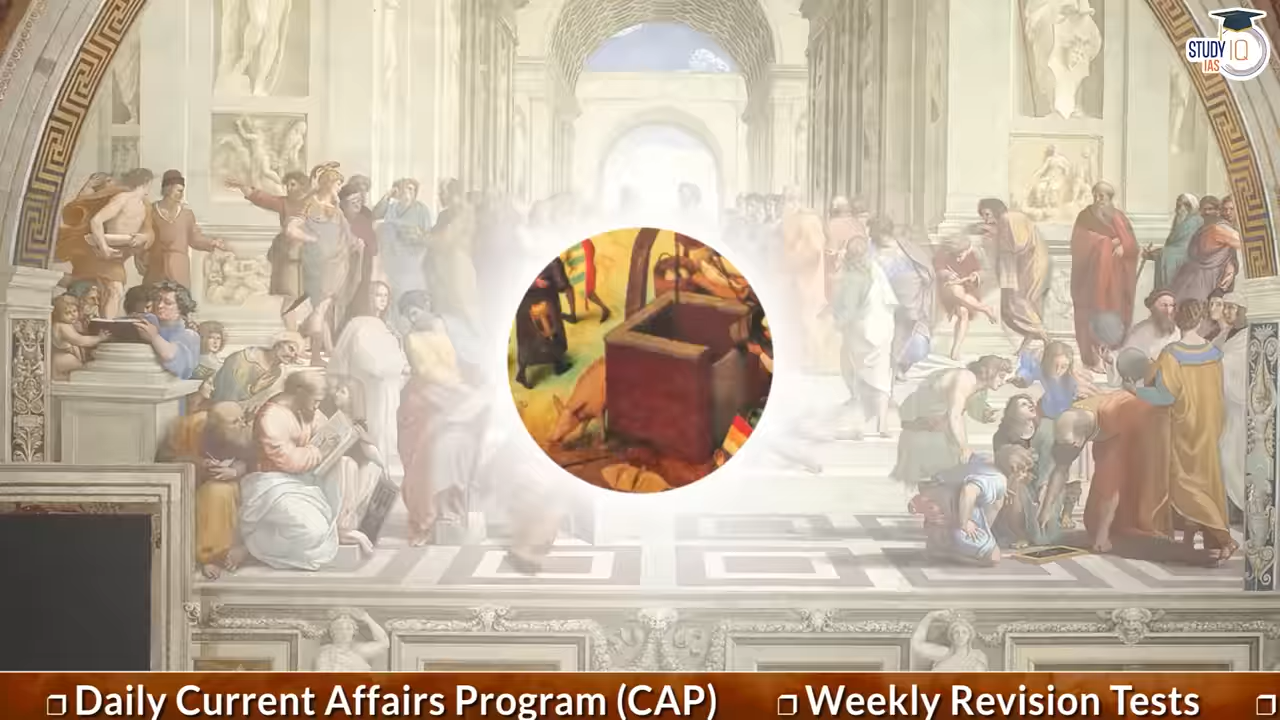 STUDY IQ
IAS
❐ Daily Current Affairs Program (CAP) ❐ Weekly Revision Tests ❐